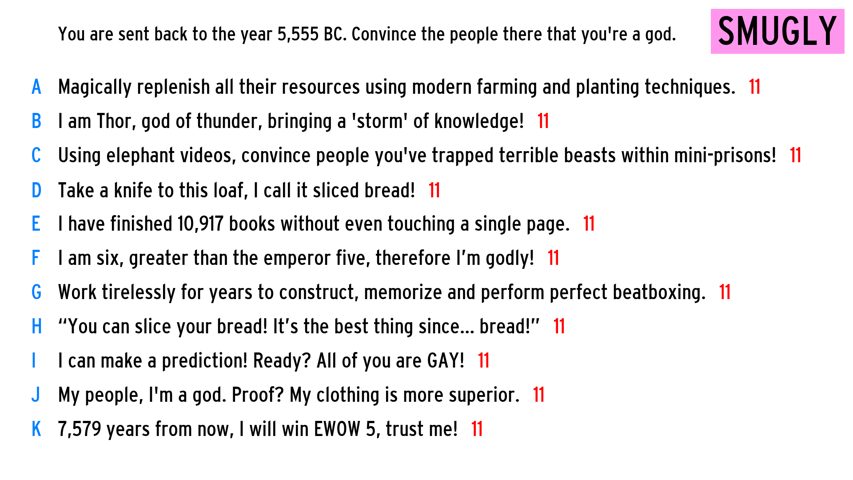 You are sent back to the year 5,555 BC. Convince the people there that you're a god.
SMUGLY
A Magically replenish all their resources using modern farming and planting techniques. 11
B I am Thor, god of thunder, bringing a 'storm' of knowledge! 11
C Using elephant videos, convince people you've trapped terrible beasts within mini-prisons! 11
D Take a knife to this loaf, I call it sliced bread! 11
E I have finished 10,917 books without even touching a single page. 11
F I am six, greater than the emperor five, therefore I’m godly! 11
G Work tirelessly for years to construct, memorize and perform perfect beatboxing. 11
H “You can slice your bread! It’s the best thing since... bread!” 11
I I can make a prediction! Ready? All of you are GAY! 11
J My people, I'm a god. Proof? My clothing is more superior. 11
K 7,579 years from now, I will win EWOW 5, trust me! 11